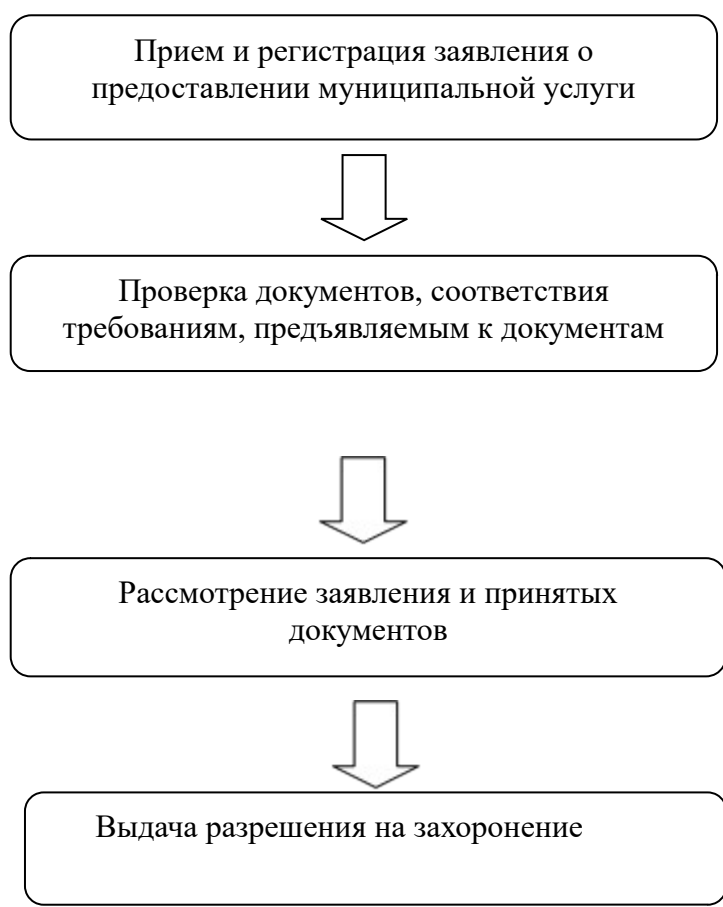 Прием и регистрация заявления о
предоставлении муниципальной услуги
Проверка документов, соответствия
требованиям, предъявляемым к документам
Рассмотрение заявления и принятых
документов
Выдача разрешения на захоронение